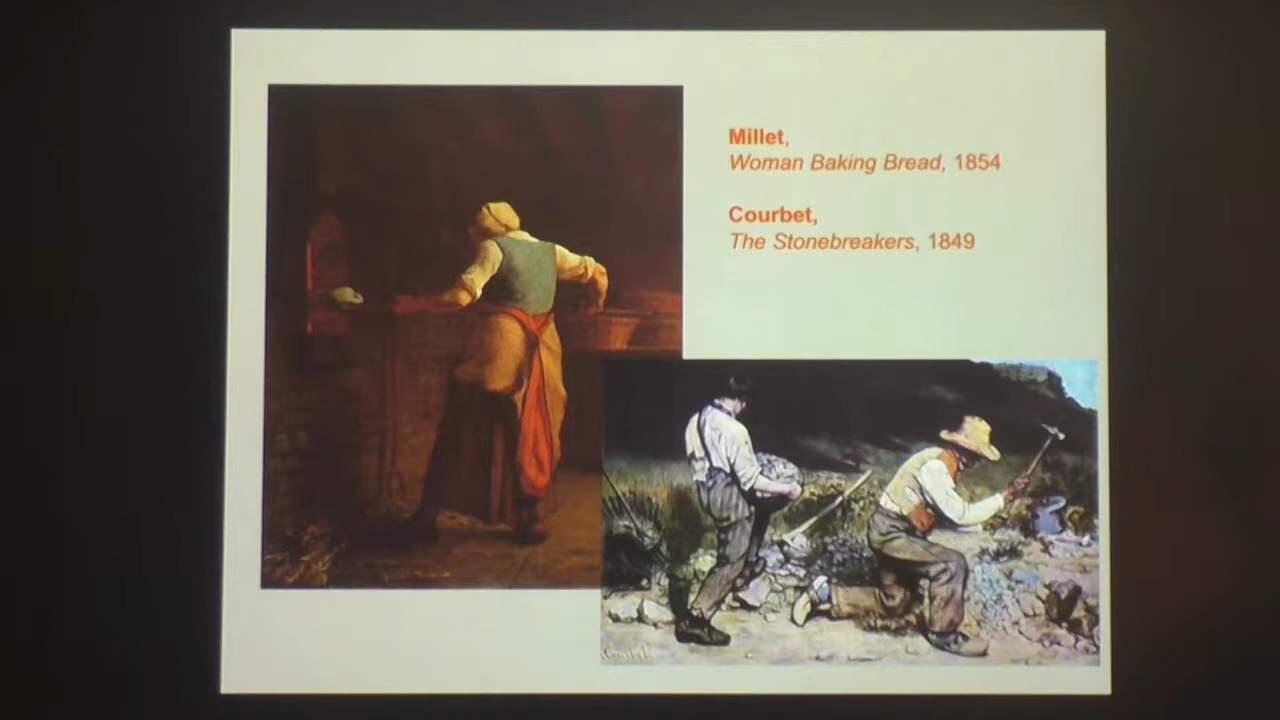 Millet,
Woman Baking Bread, 1854
Courbet,
The Stonebreakers, 1849